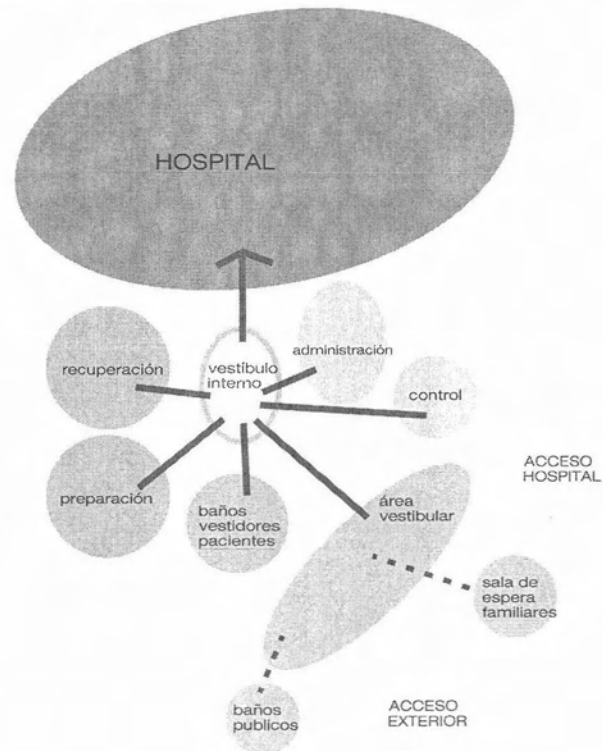 HOSPITAL
recuperación
vestíbulo
interno
administración
control
preparación
baños
vestidores
pacientes
área
vestibular
ACCESO
HOSPITAL
sala de
espera
familiares
baños
publicos
ACCESO
EXTERIOR